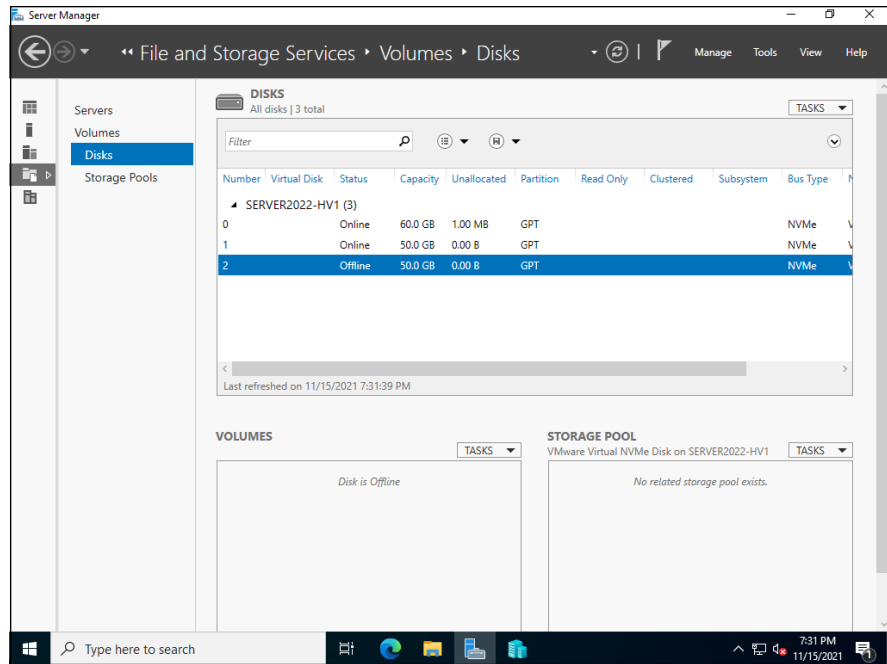 Server Manager
File and Storage Services • Volumes • Disks
Manage Tools View Help
Servers
Volumes
Disks
Storage Pools
DISKS
All disks | 3 total
TASKS
Filter
Number Virtual Disk Status Capacity Unallocated Partition Read Only Clustered Subsystem Bus Type N
SERVER2022-HV1 (3)
0 Online 60.0 GB 1.00 MB GPT NVMe V
1 Online 50.0 GB 0.00 B GPT NVMe V
2 Offline 50.0 GB 0.00 B GPT NVMe V
Last refreshed on 11/15/2021 7:31:39 PM
VOLUMES
TASKS
Disk is Offline
STORAGE POOL
VMware Virtual NVMe Disk on SERVER2022-HV1
TASKS
No related storage pool exists.
Type here to search
7:31 PM
11/15/2021
1